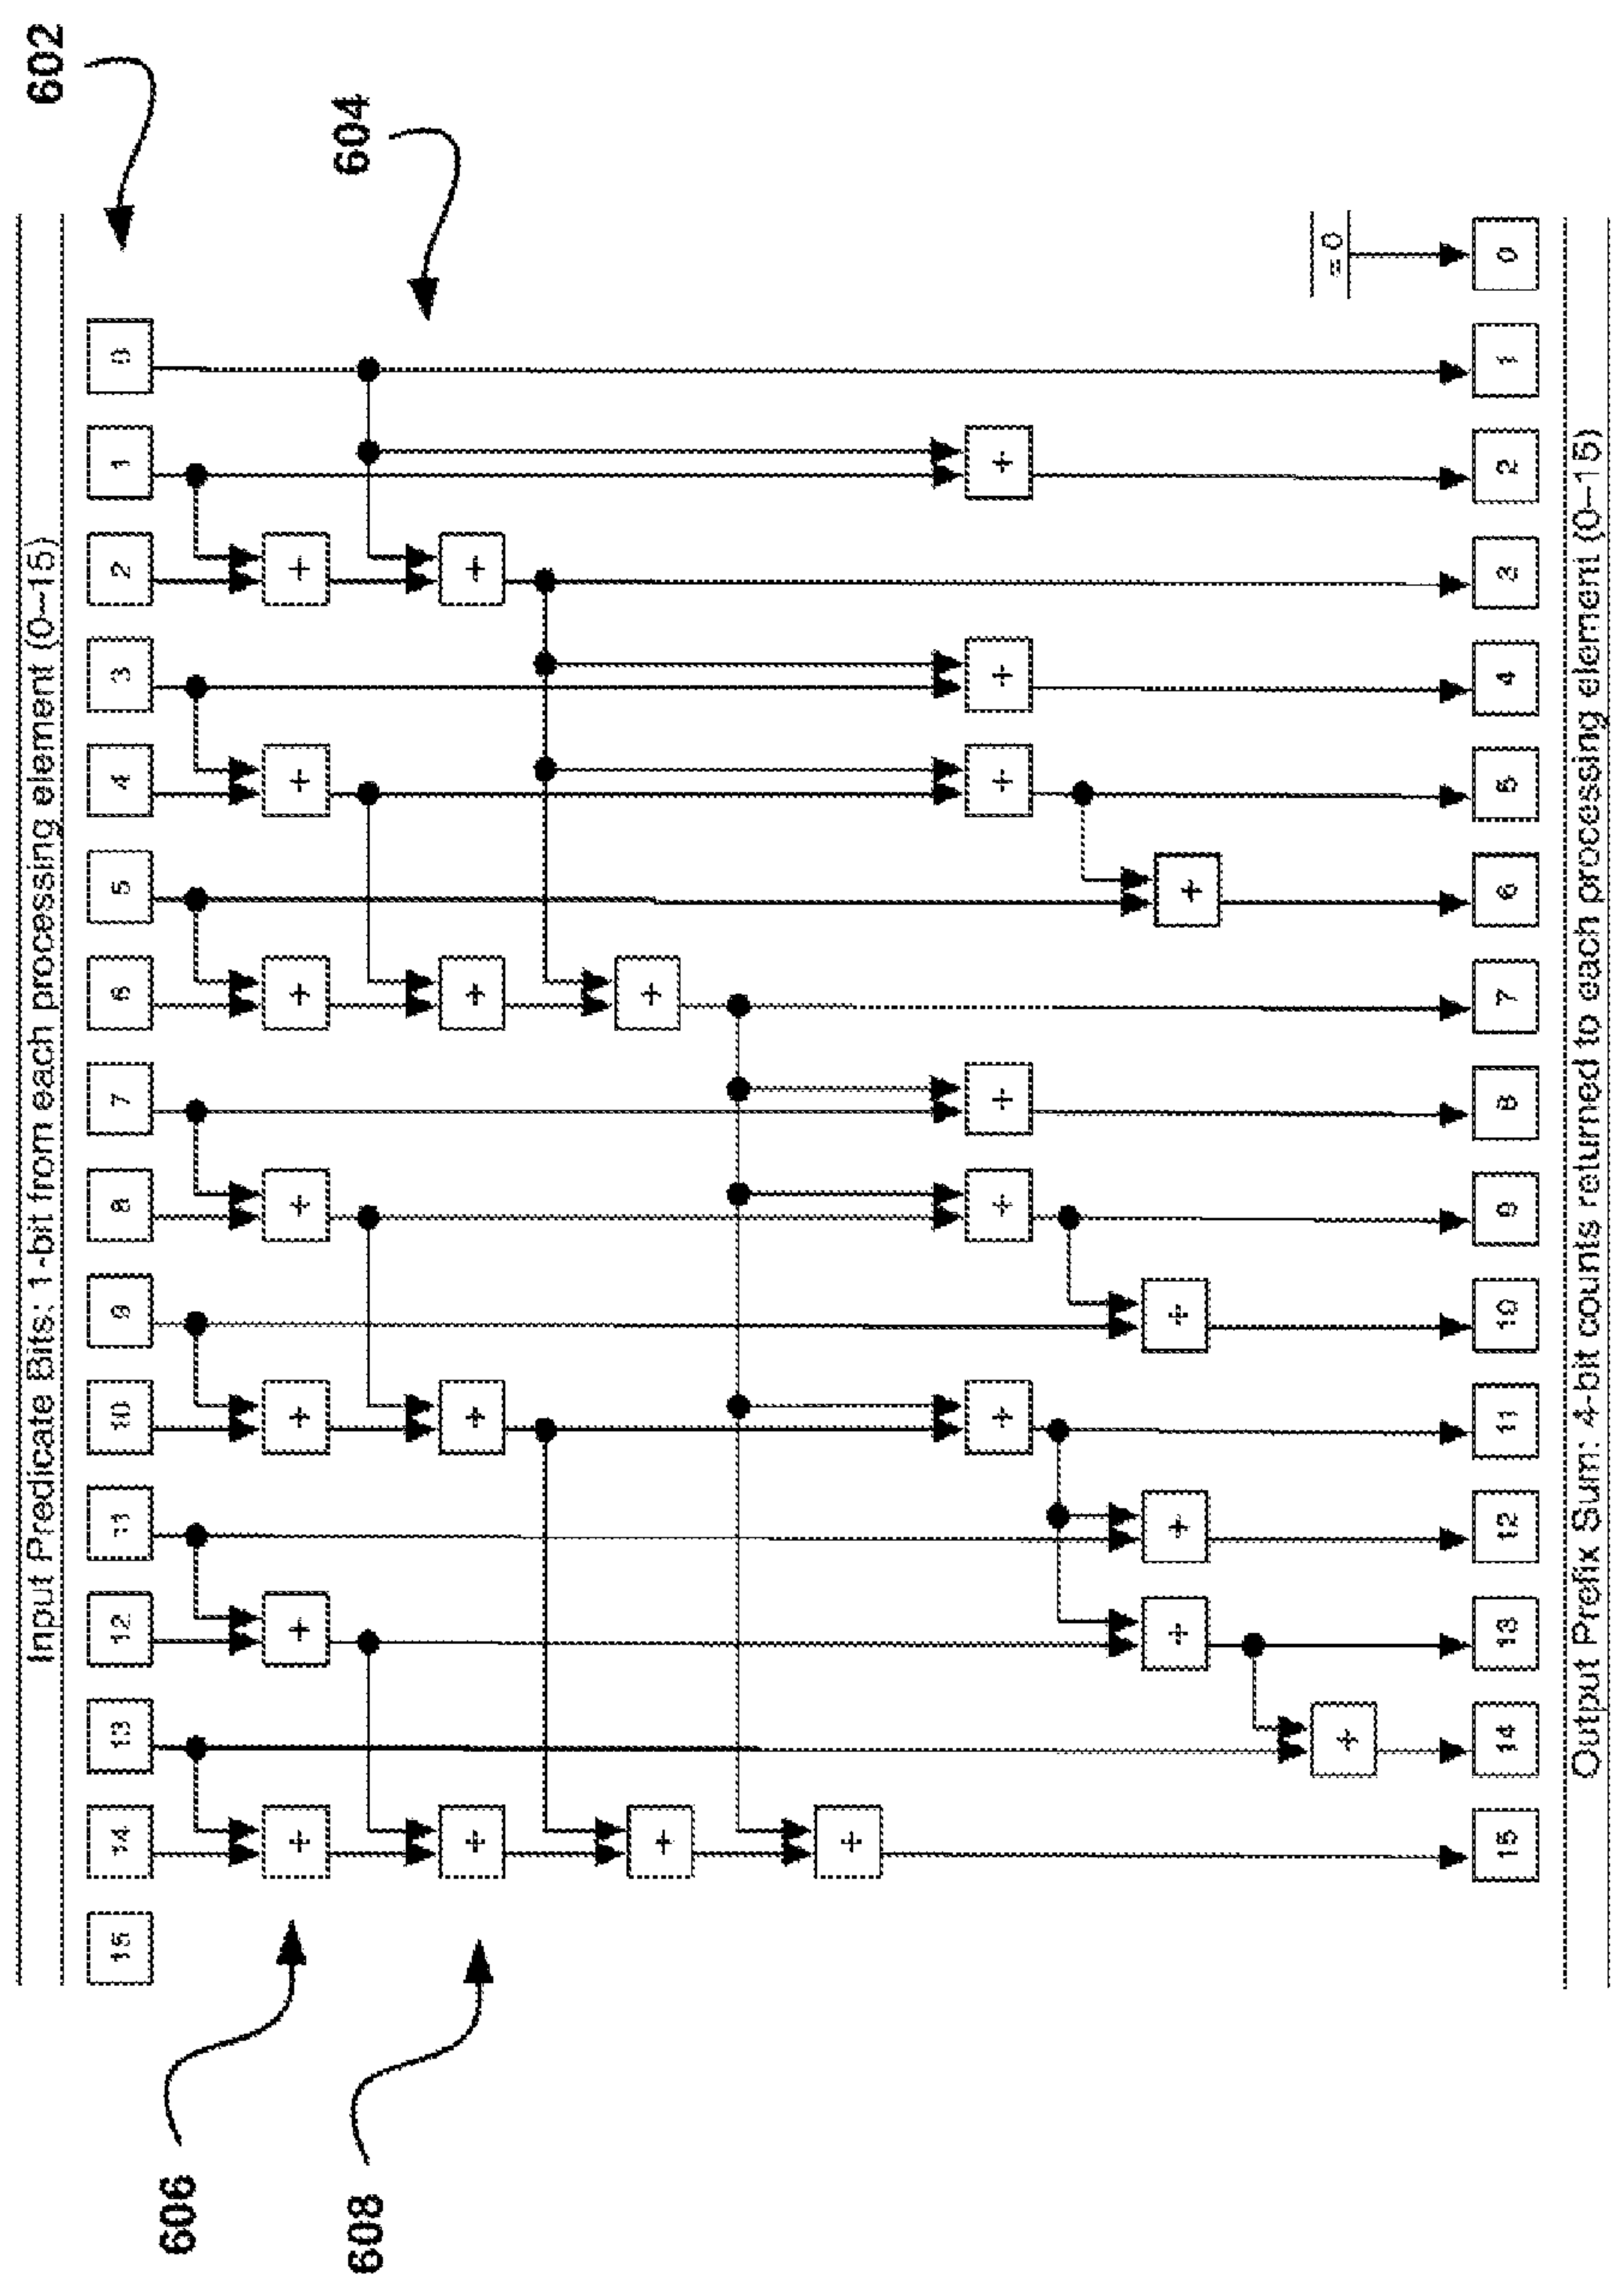 602
Input Predicate Bits: 1-bit from each processing element (0–15)
15 14 13 12 11 10 9 8 7 6 5 4 3 2 1 0
606
+ + + + + + +
604
608
+ + + +
+ +
+
+ + + + + +
+ + + +
+
= 0
15 14 13 12 11 10 9 8 7 6 5 4 3 2 1 0
Output Prefix Sum: 4-bit counts returned to each processing element (0–15)